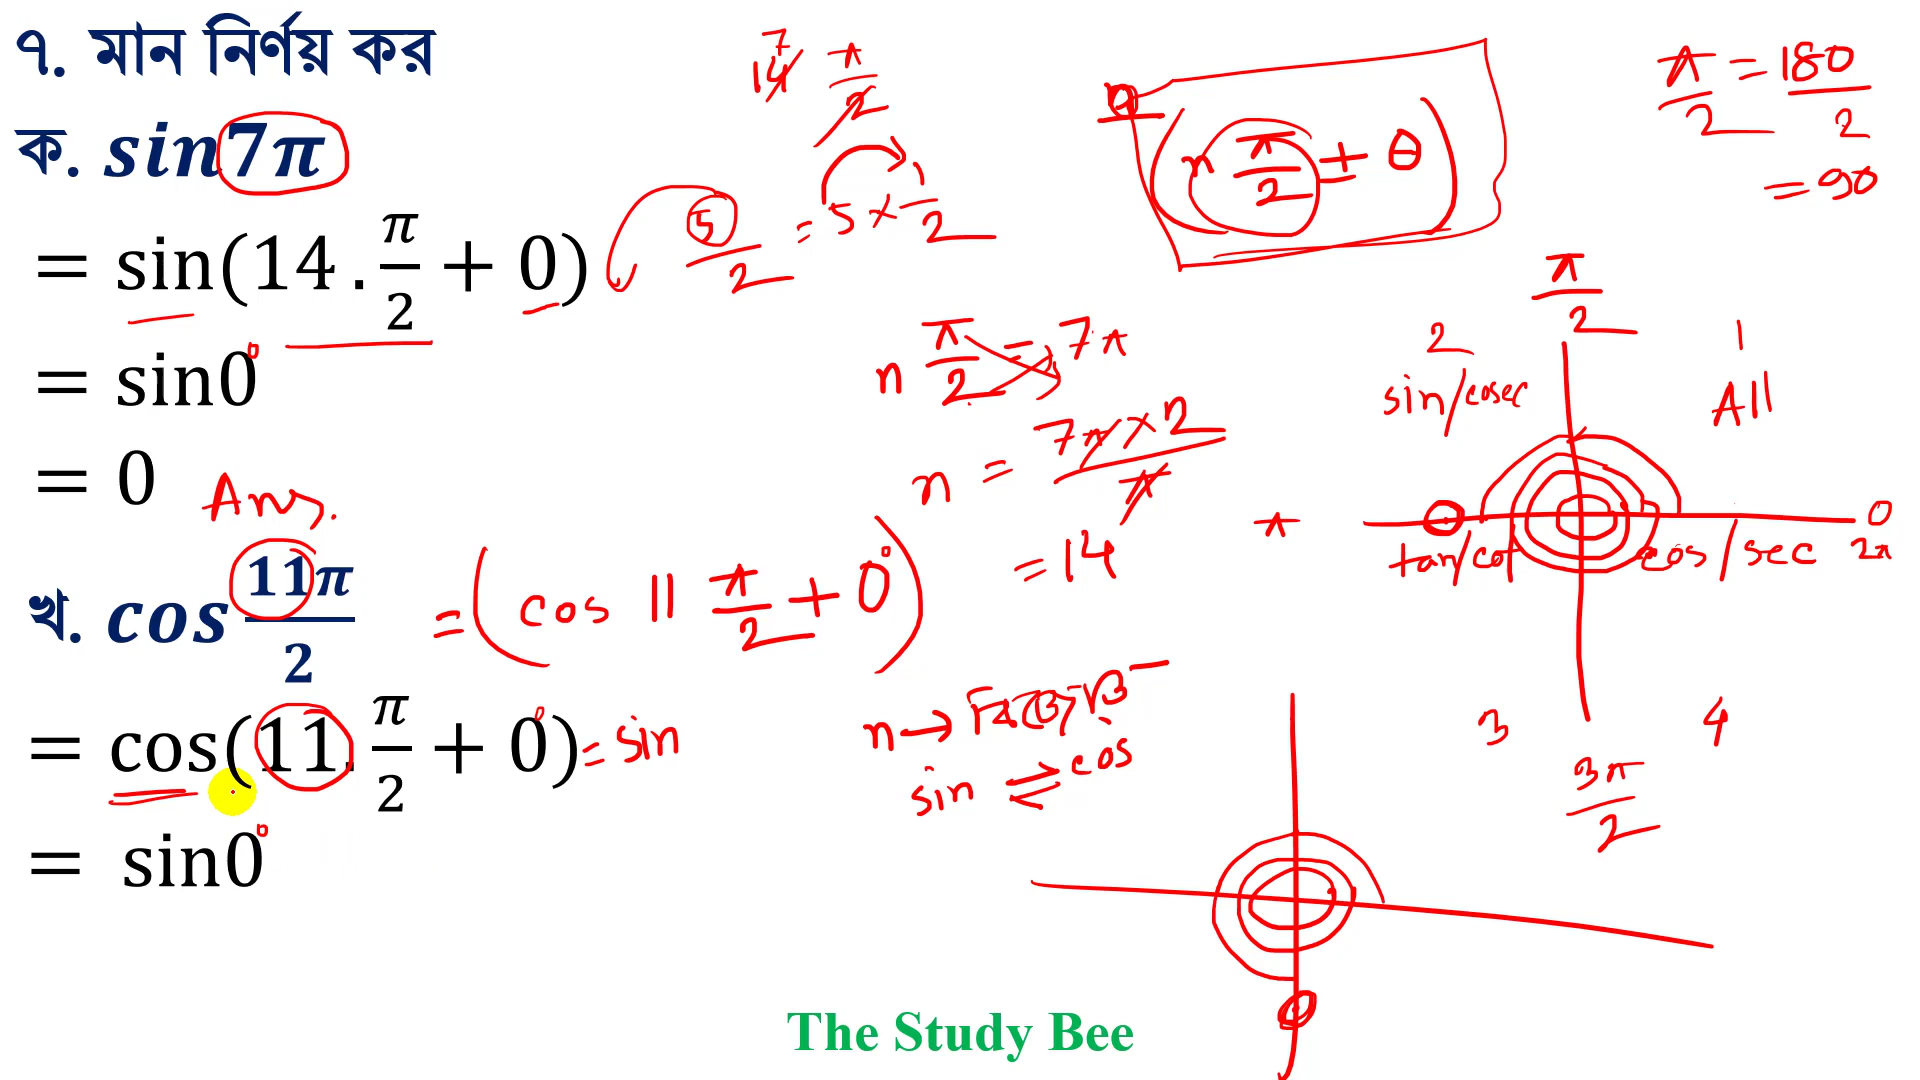 ৭. মান নির্ণয় কর
ক. sin7π
= sin(14 . π/2 + 0)
= sin0°
= 0 Ans.
খ. cos 11π/2 = (cos 11 π/2 + 0°)
= cos(11. π/2 + 0°) = sin
= sin0°
14 7 π/2
5/2 = 5 × 1/2
(n π/2 ± θ)
π/2 = 180/2
= 90
n π/2 = 7π
n = 7π × 2/π
= 14
n → বিজোড়
sin ⇌ cos
π/2
2 1
sin/cosec All
π 0
tan/cot cos/sec 2π
3 4
3π/2
The Study Bee